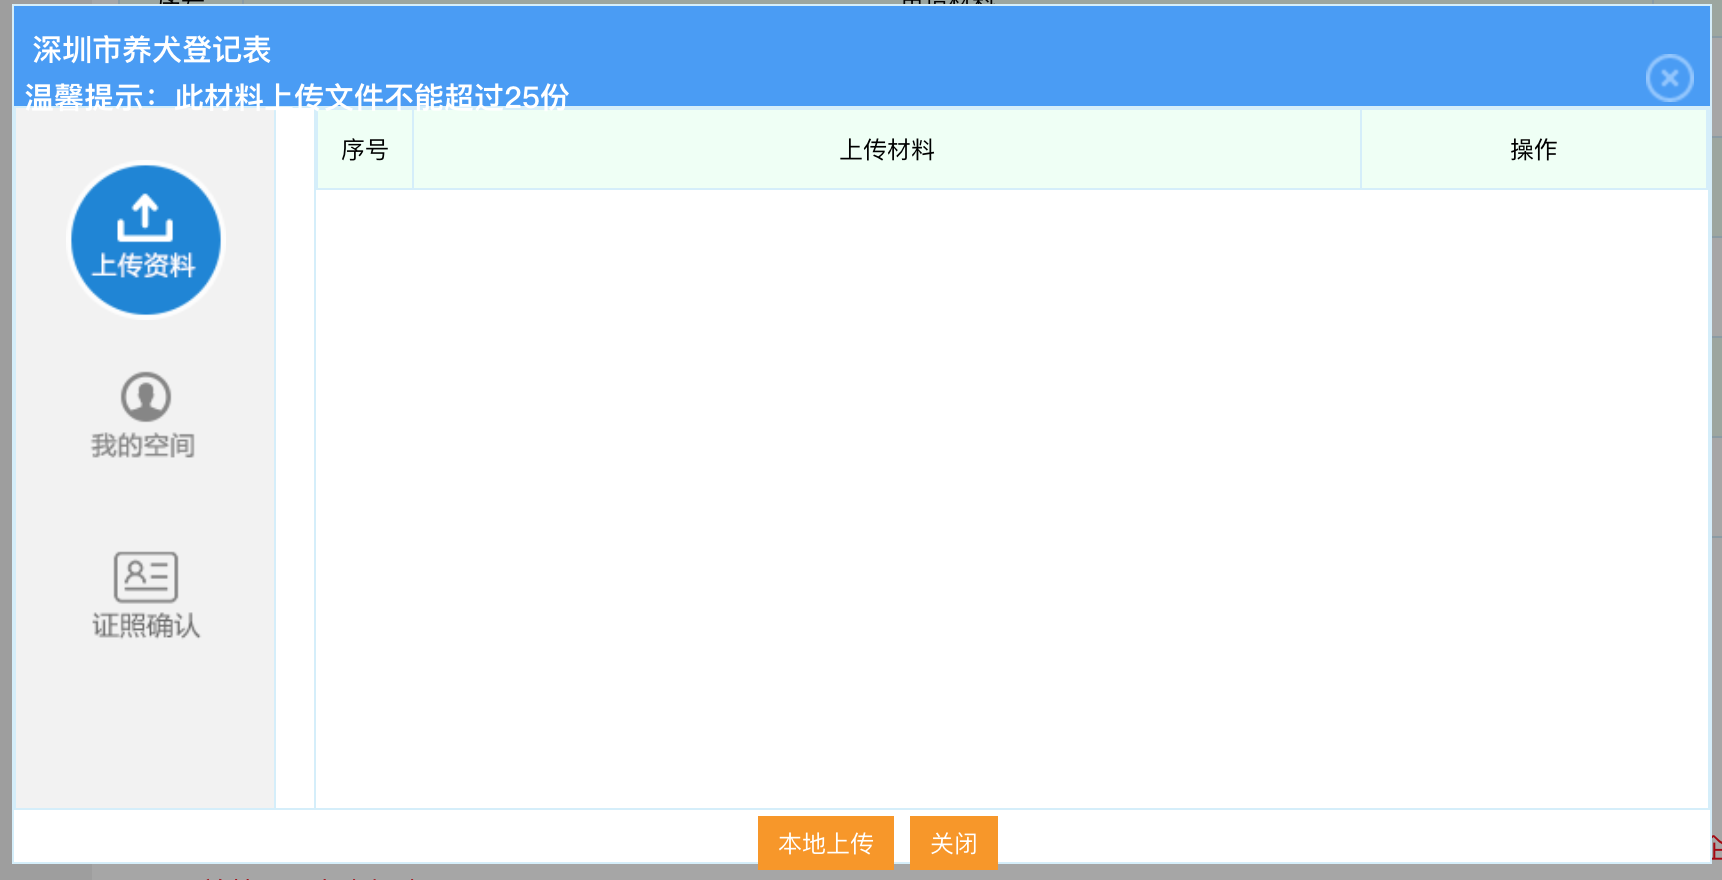 深圳市养犬登记表
温馨提示：此材料上传文件不能超过25份
序号 上传材料 操作
上传资料
我的空间
证照确认
本地上传 关闭